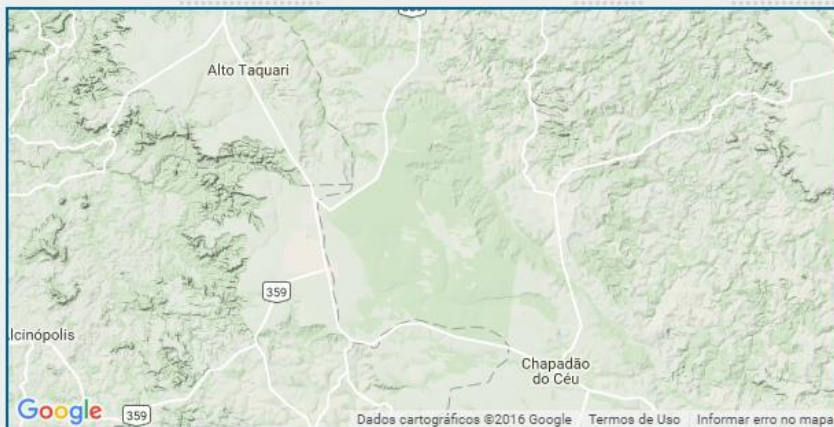 Alto Taquari
359
lcinópolis
Chapadão
do Céu
Google
359
Dados cartográficos ©2016 Google Termos de Uso Informar erro no mapa